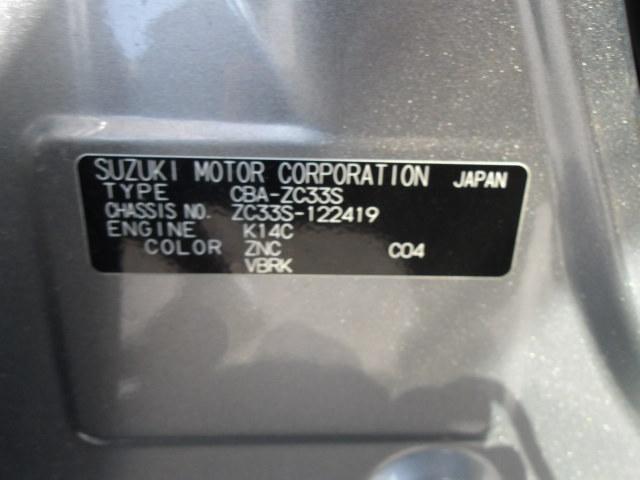 SUZUKI MOTOR CORPORATION JAPAN
TYPE CBA-ZC33S
CHASSIS NO. ZC33S-122419
ENGINE K14C
COLOR ZNC C04
VBRK